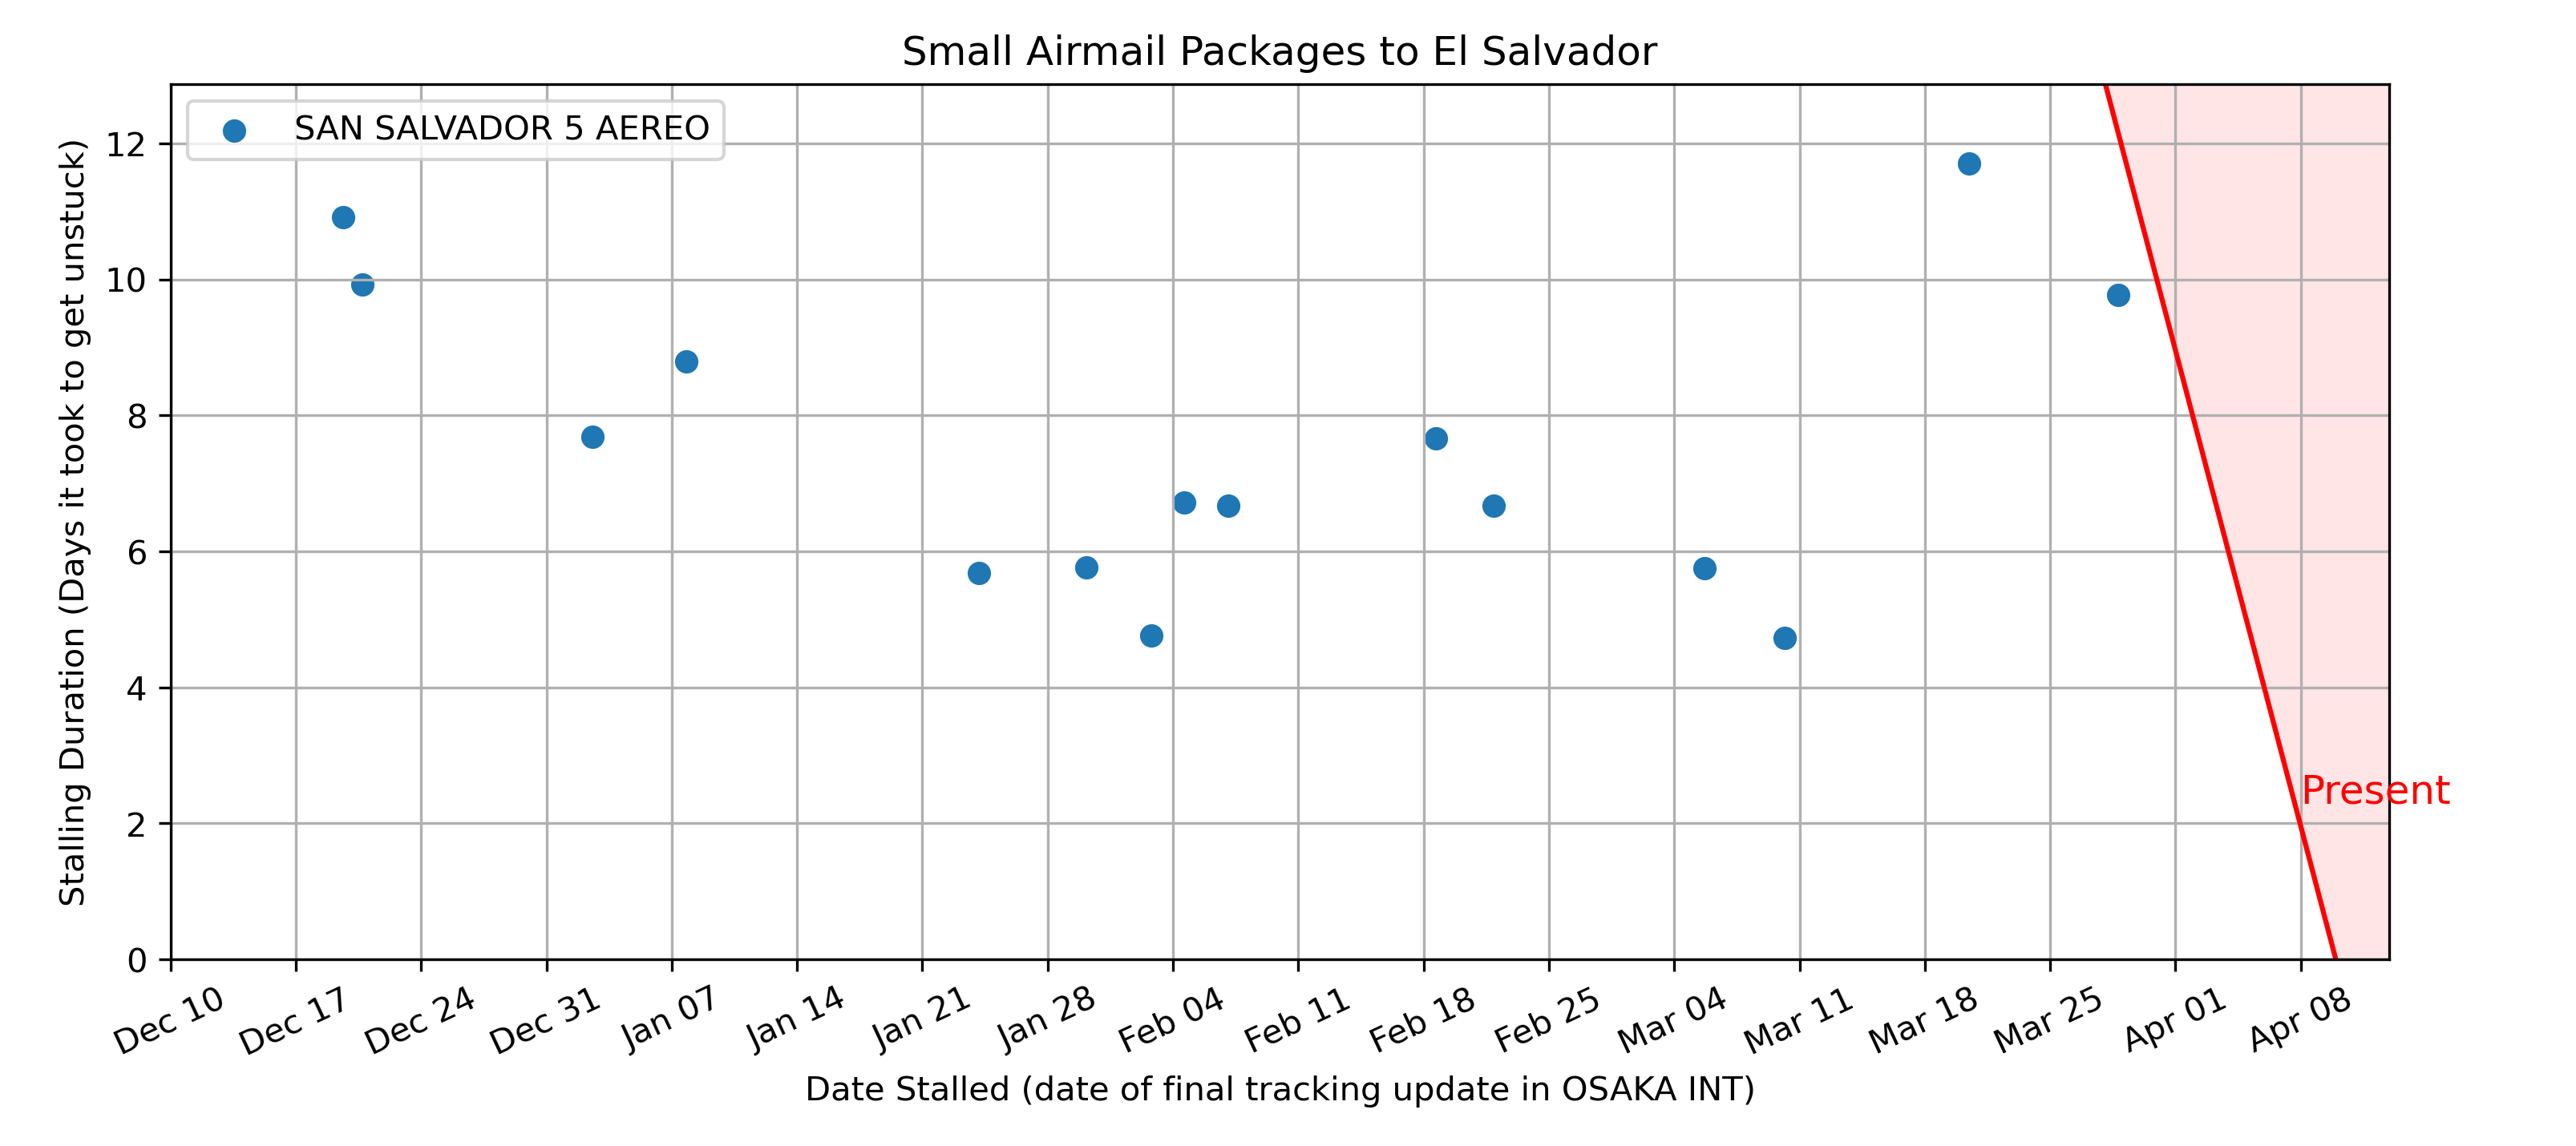 Small Airmail Packages to El Salvador
SAN SALVADOR 5 AEREO
Stalling Duration (Days it took to get unstuck)
12
10
8
6
4
2
0
Present
Dec 10 Dec 17 Dec 24 Dec 31 Jan 07 Jan 14 Jan 21 Jan 28 Feb 04 Feb 11 Feb 18 Feb 25 Mar 04 Mar 11 Mar 18 Mar 25 Apr 01 Apr 08
Date Stalled (date of final tracking update in OSAKA INT)